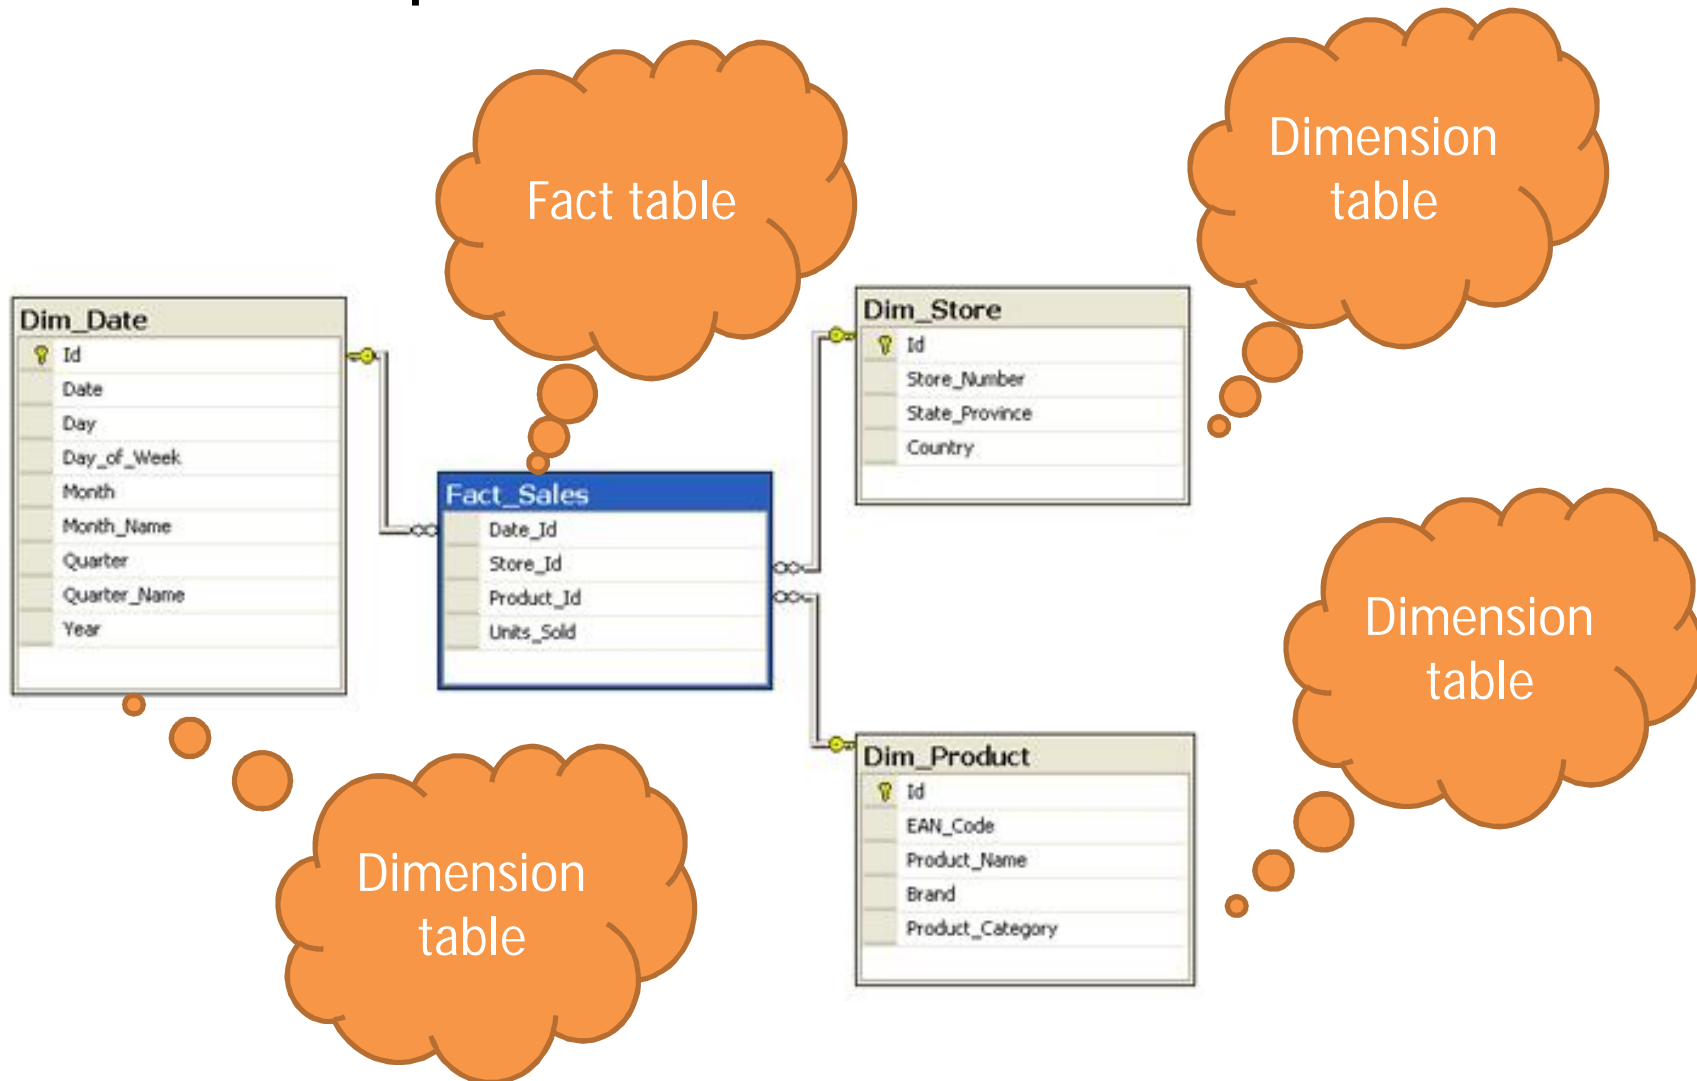 Fact table
Dimension
table
Dim_Date
Id
Date
Day
Day_of_Week
Month
Month_Name
Quarter
Quarter_Name
Year
Fact_Sales
Date_Id
Store_Id
Product_Id
Units_Sold
Dim_Store
Id
Store_Number
State_Province
Country
Dimension
table
Dim_Product
Id
EAN_Code
Product_Name
Brand
Product_Category
Dimension
table